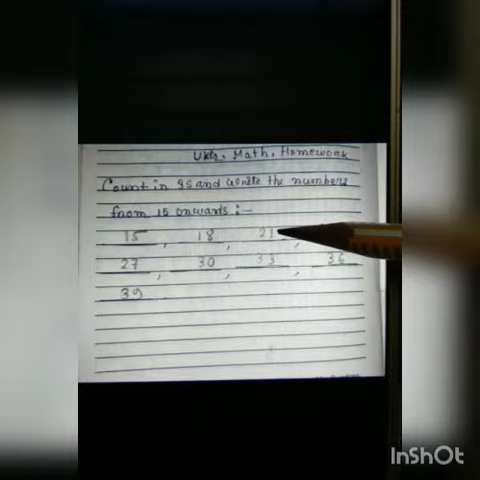 UKG, Math, Homework
Count in 3s and write the numbers
from 15 onwards :-
15, 18, 21,
27, 30, 33, 36
39
InShOt